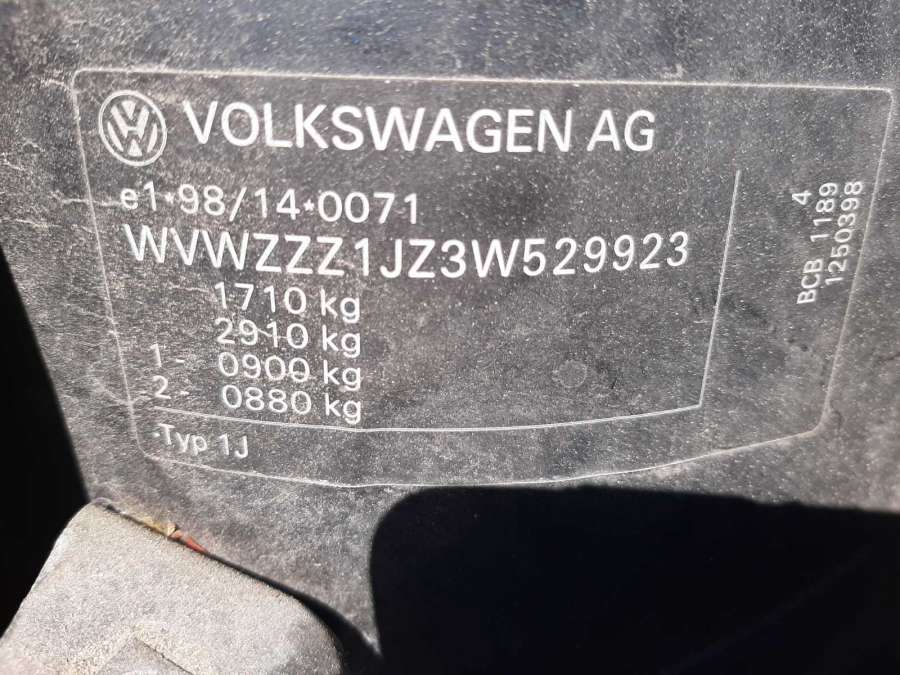 VW VOLKSWAGEN AG
e1*98/14*0071
WVWZZZ1JZ3W529923
1710 kg
2910 kg
1 - 0900 kg
2 - 0880 kg
-Typ 1J
4
BCB 1189
1250398